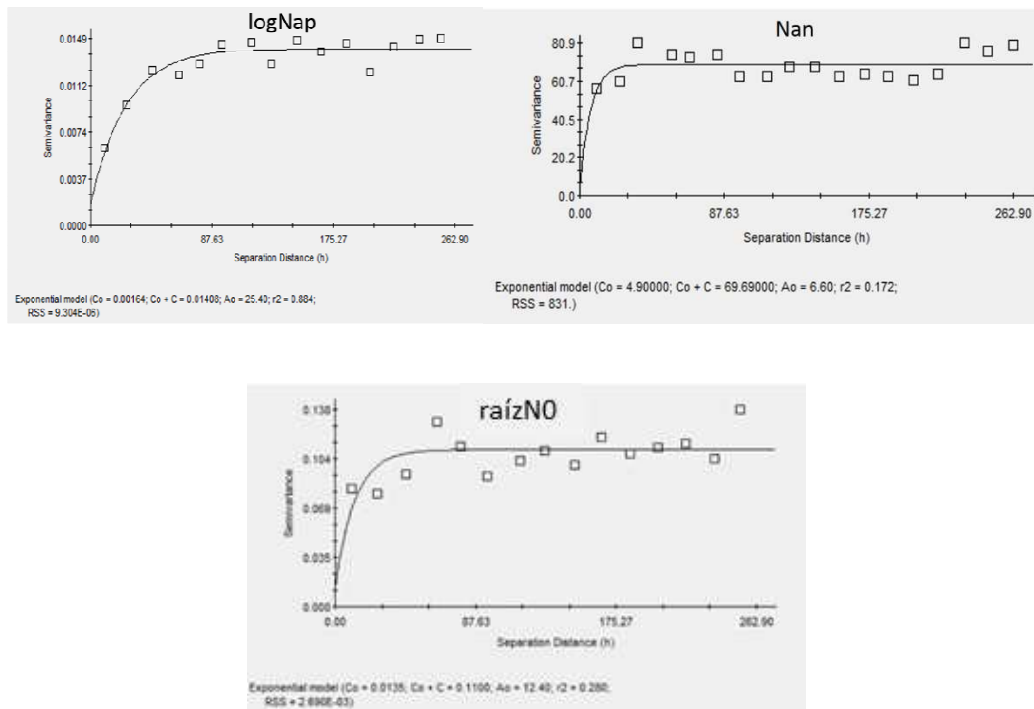 logNap
0.0149
0.0112
0.0074
0.0037
0.0000
Semivariance
0.00
87.63
175.27
262.90
Separation Distance (h)
Exponential model (Co = 0.00164; Co + C = 0.01408; Ao = 25.40; r2 = 0.884;
RSS = 9.304E-06)
Nan
80.9
60.7
40.5
20.2
0.0
Semivariance
0.00
87.63
175.27
262.90
Separation Distance (h)
Exponential model (Co = 4.90000; Co + C = 69.69000; Ao = 6.60; r2 = 0.172;
RSS = 831.)
raízN0
0.138
0.104
0.069
0.035
0.000
Semivariance
0.00
87.63
175.27
262.90
Separation Distance (h)
Exponential model (Co = 0.0135; Co + C = 0.1100; Ao = 12.40; r2 = 0.280;
RSS = 2.690E-03)